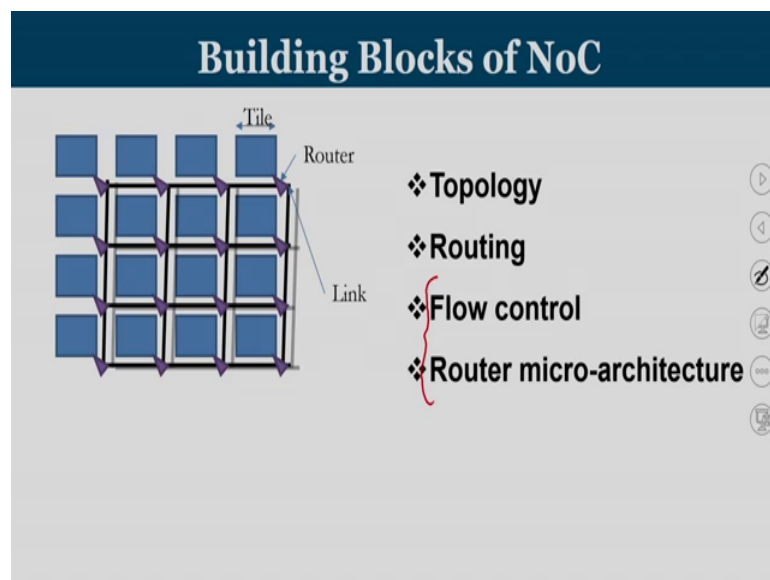 Building Blocks of NoC
Tile
Router
Link
❖Topology
❖Routing
❖Flow control
❖Router micro-architecture